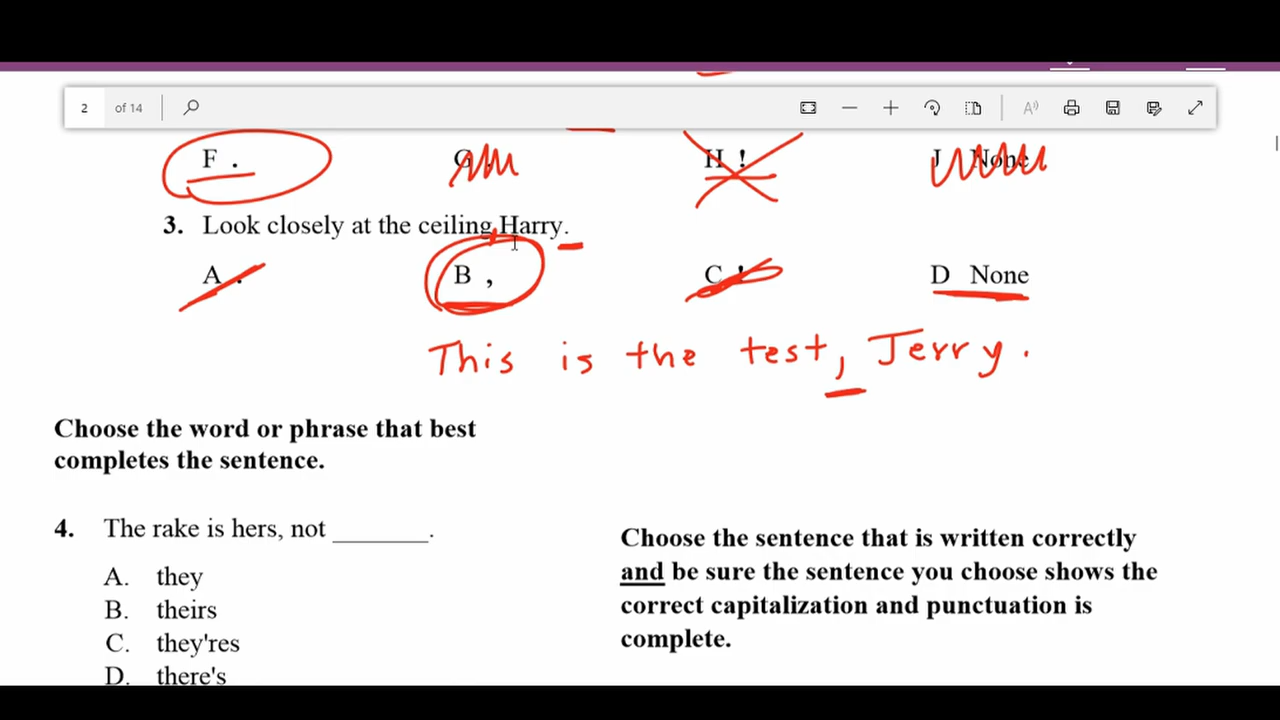 2 of 14
F .
H !
J None
3. Look closely at the ceiling Harry.
A .
B ,
C !
D None
This is the test, Jerry.
Choose the word or phrase that best
completes the sentence.
4. The rake is hers, not _______.
A. they
B. theirs
C. they'res
D. there's
Choose the sentence that is written correctly
and be sure the sentence you choose shows the
correct capitalization and punctuation is
complete.